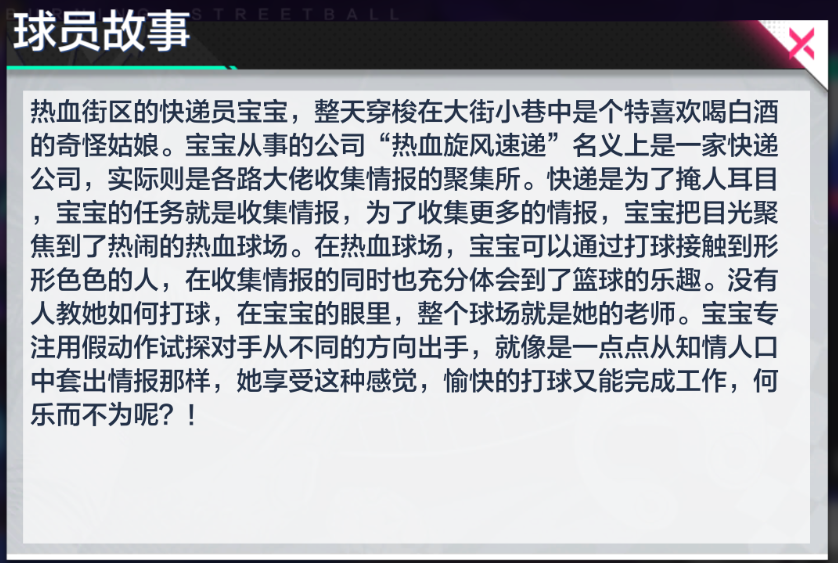 STREETBALL
球员故事
热血街区的快递员宝宝，整天穿梭在大街小巷中是个特喜欢喝白酒
的奇怪姑娘。宝宝从事的公司“热血旋风速递”名义上是一家快递
公司，实际则是各路大佬收集情报的聚集所。快递是为了掩人耳目
，宝宝的任务就是收集情报，为了收集更多的情报，宝宝把目光聚
焦到了热闹的热血球场。在热血球场，宝宝可以通过打球接触到形
形色色的人，在收集情报的同时也充分体会到了篮球的乐趣。没有
人教她如何打球，在宝宝的眼里，整个球场就是她的老师。宝宝专
注用假动作试探对手从不同的方向出手，就像是一点点从知情人口
中套出情报那样，她享受这种感觉，愉快的打球又能完成工作，何
乐而不为呢？！